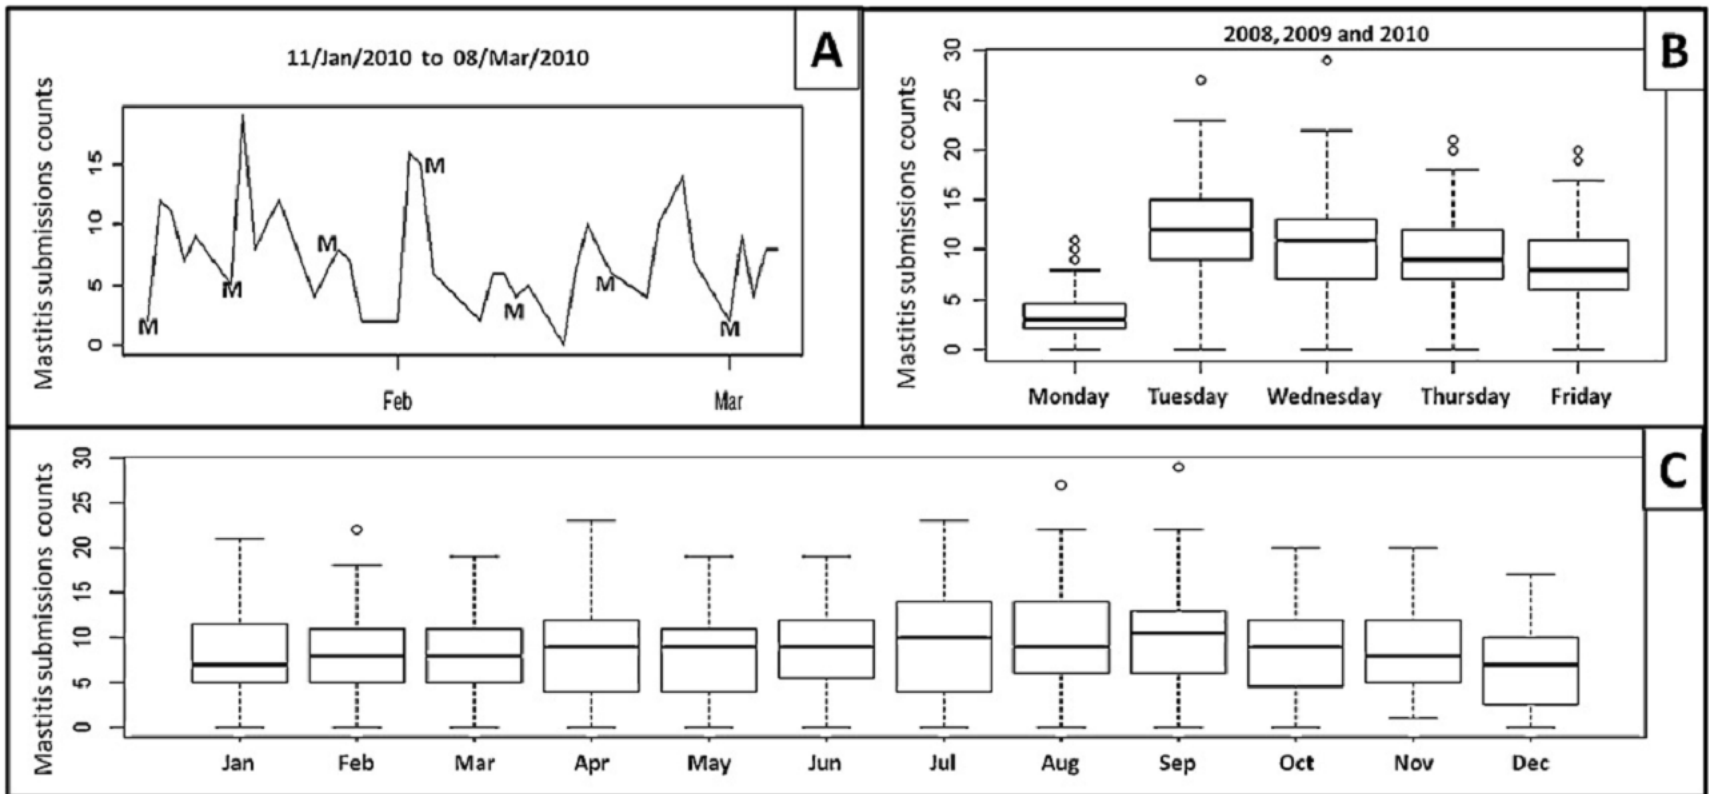 A
11/Jan/2010 to 08/Mar/2010
Mastitis submissions counts
15
10
5
0
M
M
M
M
M
M
M
Feb
Mar
B
2008, 2009 and 2010
Mastitis submissions counts
30
25
20
15
10
5
0
Monday Tuesday Wednesday Thursday Friday
C
Mastitis submissions counts
30
25
20
15
10
5
0
Jan Feb Mar Apr May Jun Jul Aug Sep Oct Nov Dec